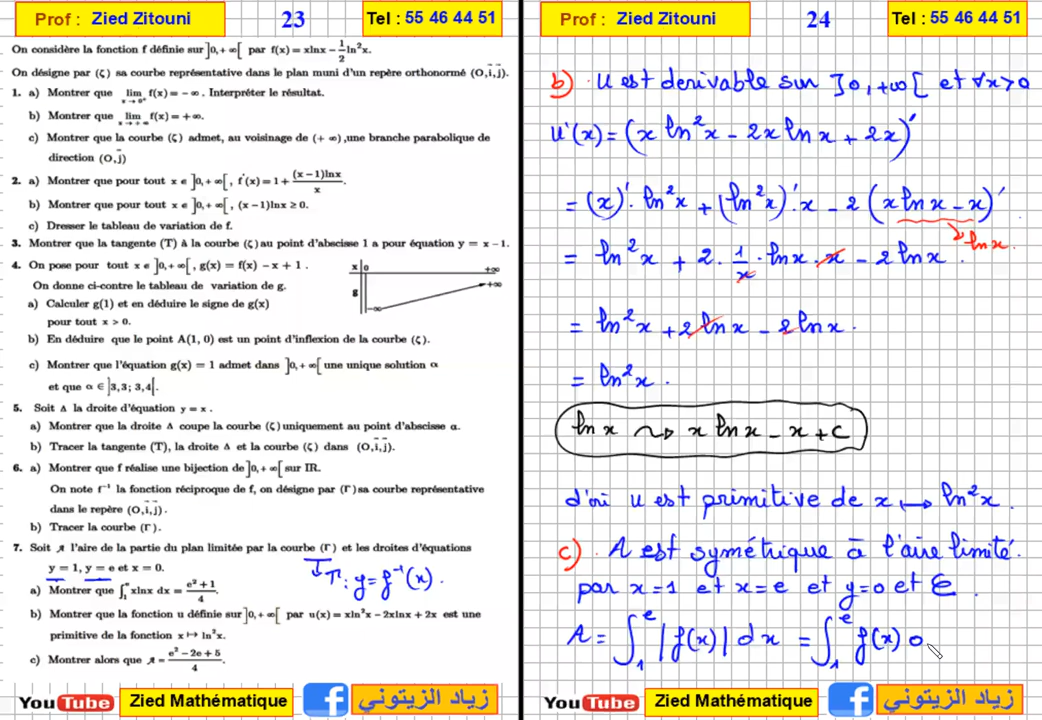 Prof : Zied Zitouni 23 Tel : 55 46 44 51
On considère la fonction f définie sur ]0, + ∞[ par f(x) = xlnx − 1/2 ln²x.
On désigne par (ζ) sa courbe représentative dans le plan muni d'un repère orthonormé (O, i, j).
1. a) Montrer que lim x→0⁺ f(x) = − ∞. Interpréter le résultat.
b) Montrer que lim x→+∞ f(x) = +∞.
c) Montrer que la courbe (ζ) admet, au voisinage de (+ ∞) ,une branche parabolique de
direction (O, j)
2. a) Montrer que pour tout x ∈ ]0, + ∞[ , f'(x) = 1 + (x−1)lnx / x.
b) Montrer que pour tout x ∈ ]0, + ∞[, (x−1)lnx ≥ 0.
c) Dresser le tableau de variation de f.
3. Montrer que la tangente (T) à la courbe (ζ) au point d'abscisse 1 a pour équation y = x − 1.
4. On pose pour tout x ∈ ]0, + ∞[ , g(x) = f(x) − x + 1 .
On donne ci-contre le tableau de variation de g.
x 0 +∞
g −∞ +∞
a) Calculer g(1) et en déduire le signe de g(x)
pour tout x > 0.
b) En déduire que le point A(1, 0) est un point d'inflexion de la courbe (ζ).
c) Montrer que l'équation g(x) = 1 admet dans ]0, + ∞[ une unique solution α
et que α ∈ ]3,3; 3,4[.
5. Soit Δ la droite d'équation y = x .
a) Montrer que la droite Δ coupe la courbe (ζ) uniquement au point d'abscisse α.
b) Tracer la tangente (T), la droite Δ et la courbe (ζ) dans (O, i, j).
6. a) Montrer que f réalise une bijection de ]0, + ∞[ sur IR.
On note f⁻¹ la fonction réciproque de f, on désigne par (Γ) sa courbe représentative
dans le repère (O, i, j).
b) Tracer la courbe (Γ).
7. Soit 𝒜 l'aire de la partie du plan limitée par la courbe (Γ) et les droites d'équations
y = 1, y = e et x = 0.
Γ : y = f⁻¹(x).
a) Montrer que ∫₁ᵉ xlnx dx = (e² + 1)/4.
b) Montrer que la fonction u définie sur ]0, + ∞[ par u(x) = xln²x − 2xlnx + 2x est une
primitive de la fonction x ↦ ln²x.
c) Montrer alors que 𝒜 = (e² − 2e + 5)/4.
You Tube Zied Mathématique f زياد الزيتوني
Prof : Zied Zitouni 24 Tel : 55 46 44 51
b) u est derivable sur ]0, +∞[ et ∀x>0
u'(x) = (x ln²x − 2x ln x + 2x)'
= (x)'. ln²x + (ln²x)'. x − 2 (x ln x − x)'
ln x.
= ln²x + 2. 1/x . ln x . x − 2 ln x .
= ln²x + 2 ln x − 2 ln x .
= ln²x .
ln x ⤳ x ln x − x + c
d'où u est primitive de x ↦ ln²x .
c) . A est symétrique à l'aire limité.
par x=1 et x=e et y=0 et ζ .
A = ∫₁ᵉ |f(x)| dx = ∫₁ᵉ f(x)
You Tube Zied Mathématique f زياد الزيتوني